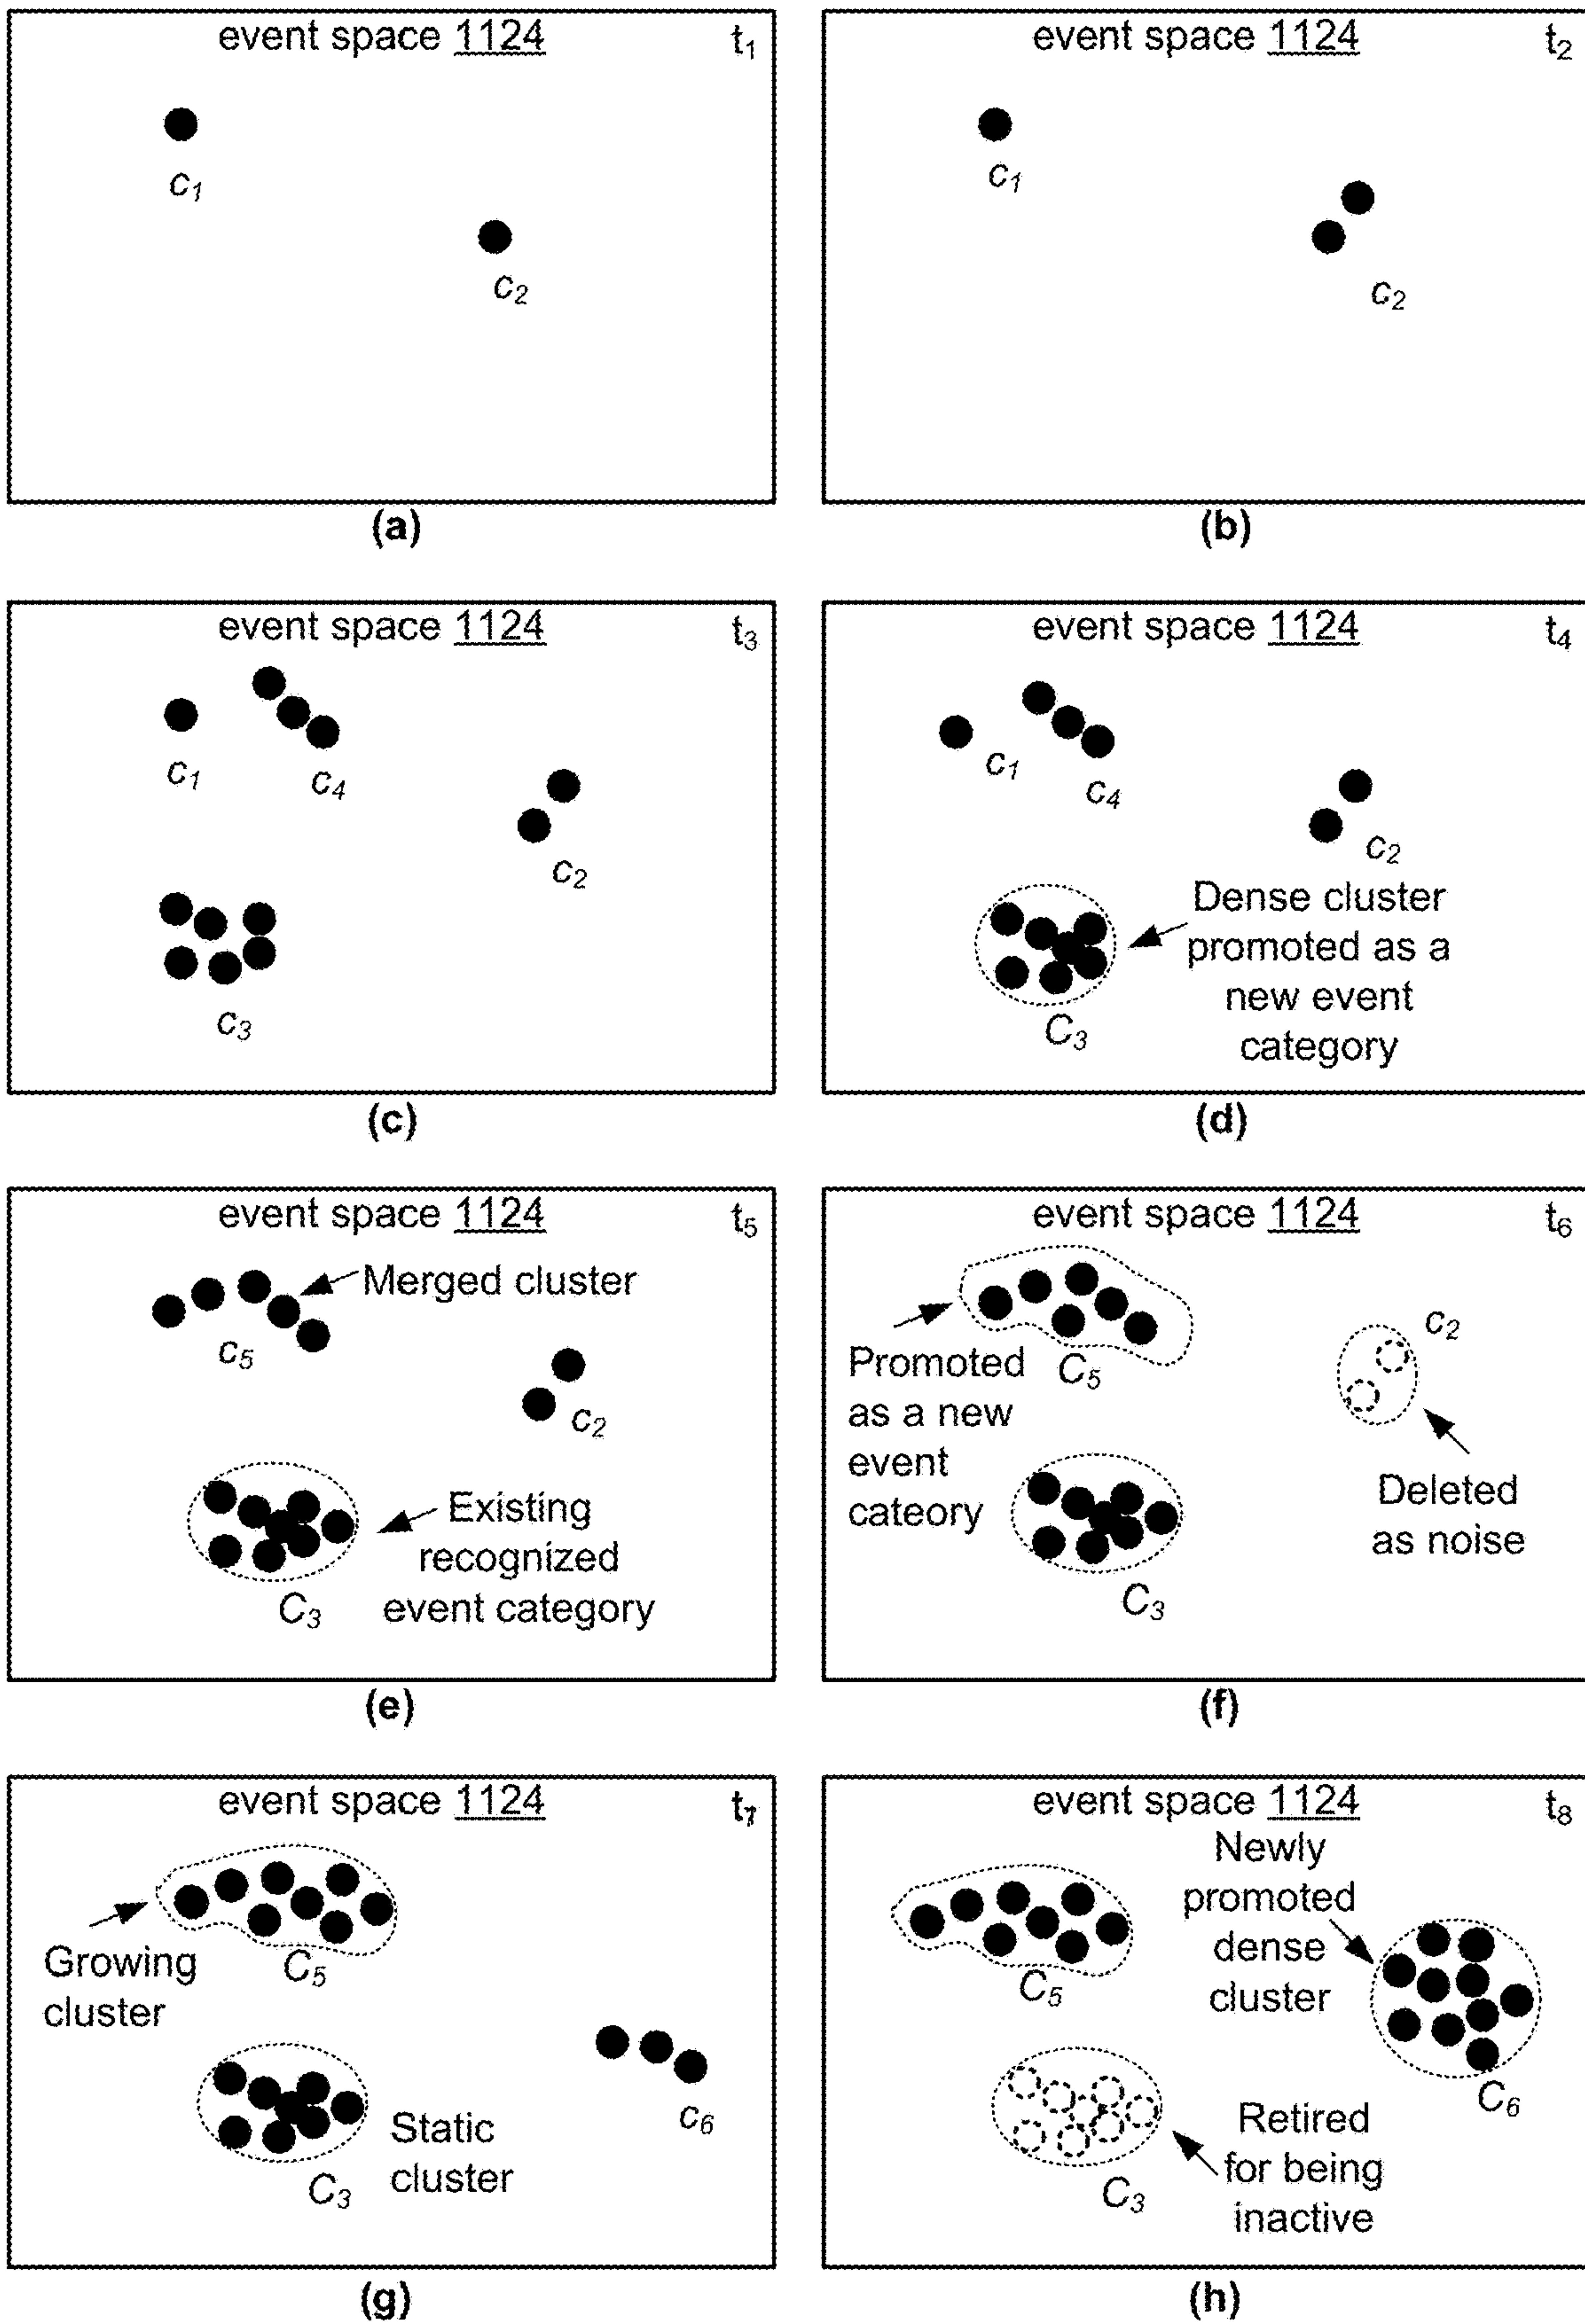 event space 1124 t1
c1
c2
(a)
event space 1124 t2
c1
c2
(b)
event space 1124 t3
c1
c4
c2
c3
(c)
event space 1124 t4
c1
c4
c2
Dense cluster
promoted as a
new event
category
C3
(d)
event space 1124 t5
Merged cluster
c5
c2
Existing
recognized
event category
C3
(e)
event space 1124 t6
c2
Promoted
as a new
event
cateory
C5
Deleted
as noise
C3
(f)
event space 1124 t7
Growing
cluster
C5
c6
Static
cluster
C3
(g)
event space 1124 t8
Newly
promoted
dense
cluster
C5
C6
Retired
for being
inactive
C3
(h)